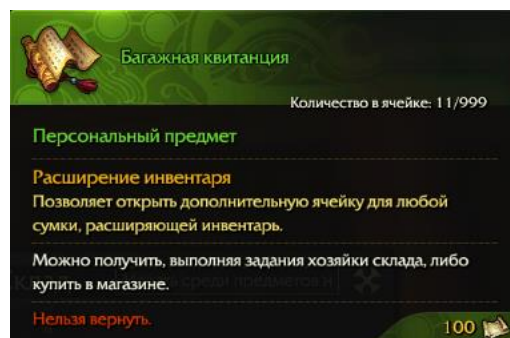 Багажная квитанция
Количество в ячейке: 11/999
Персональный предмет
Расширение инвентаря
Позволяет открыть дополнительную ячейку для любой
сумки, расширяющей инвентарь.
Можно получить, выполняя задания хозяйки склада, либо
купить в магазине.
Нельзя вернуть.
100